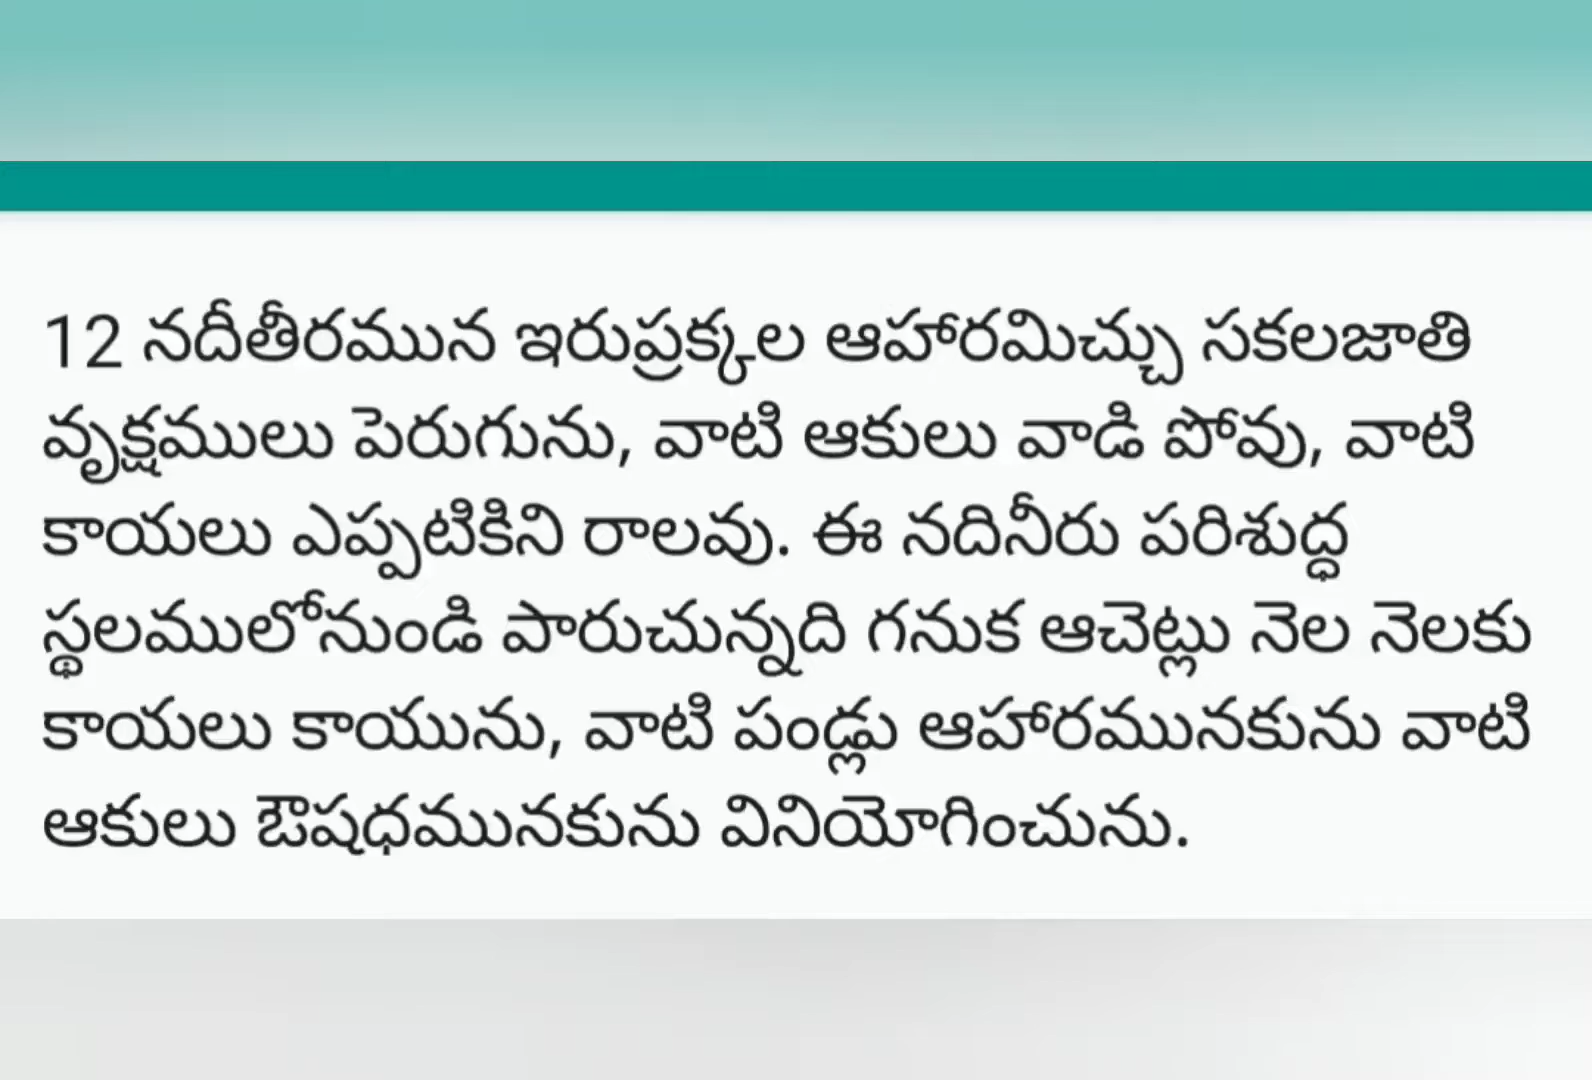 12 నదీతీరమున ఇరుప్రక్కల ఆహారమిచ్చు సకలజాతి
వృక్షములు పెరుగును, వాటి ఆకులు వాడి పోవు, వాటి
కాయలు ఎప్పటికిని రాలవు. ఈ నదినీరు పరిశుద్ధ
స్థలములోనుండి పారుచున్నది గనుక ఆచెట్లు నెల నెలకు
కాయలు కాయును, వాటి పండ్లు ఆహారమునకును వాటి
ఆకులు ఔషధమునకును వినియోగించును.